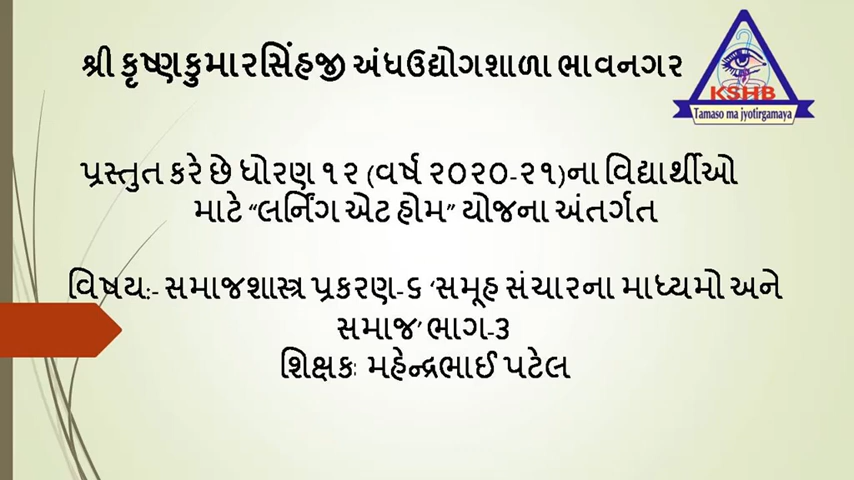 શ્રી કૃષ્ણકુમારસિંહજી અંધઉદ્યોગશાળા ભાવનગર
KSHB
Tamaso ma jyotirgamaya
પ્રસ્તુત કરે છે ધોરણ ૧૨ (વર્ષ ૨૦૨૦-૨૧)ના વિદ્યાર્થીઓ
માટે “લર્નિંગ એટ હોમ” યોજના અંતર્ગત
વિષય:- સમાજશાસ્ત્ર પ્રકરણ-૬ ‘સમૂહ સંચારના માધ્યમો અને
સમાજ’ ભાગ-૩
શિક્ષક: મહેન્દ્રભાઈ પટેલ